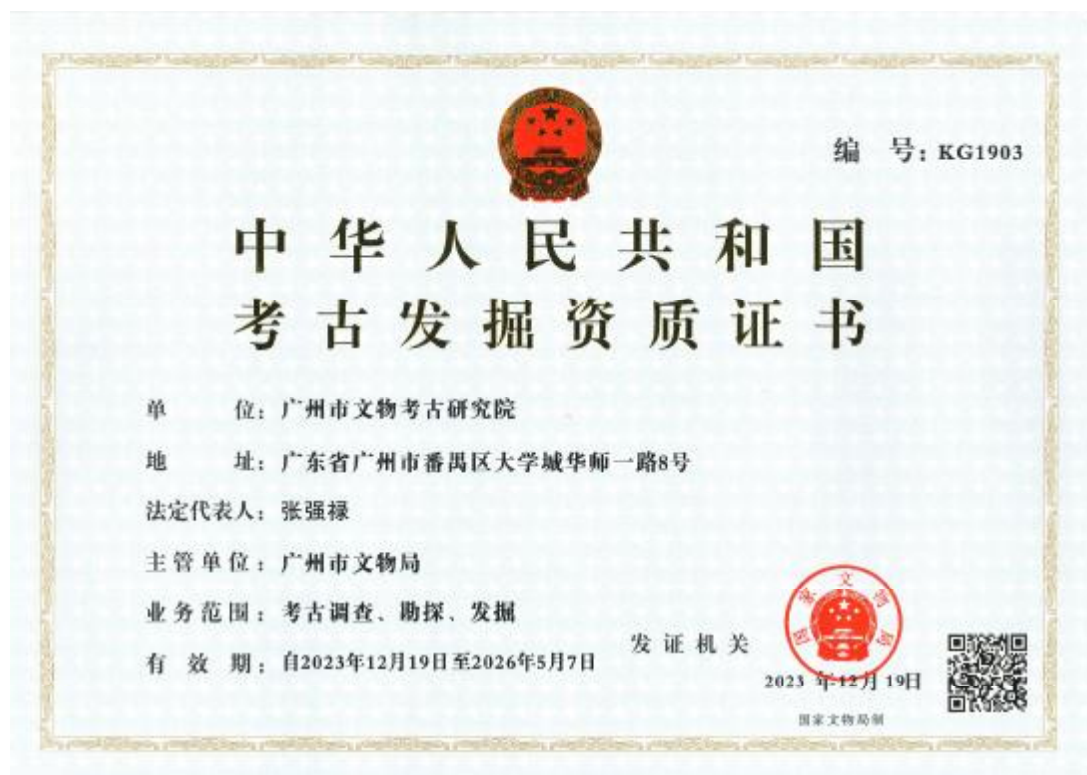 编 号：KG1903
中华人民共和国
考古发掘资质证书
单 位：广州市文物考古研究院
地 址：广东省广州市番禺区大学城华师一路8号
法定代表人：张强禄
主管单位：广州市文物局
业务范围：考古调查、勘探、发掘
有 效 期：自2023年12月19日至2026年5月7日
发证机关
国家文物局
2023 年 12月 19日
国家文物局制